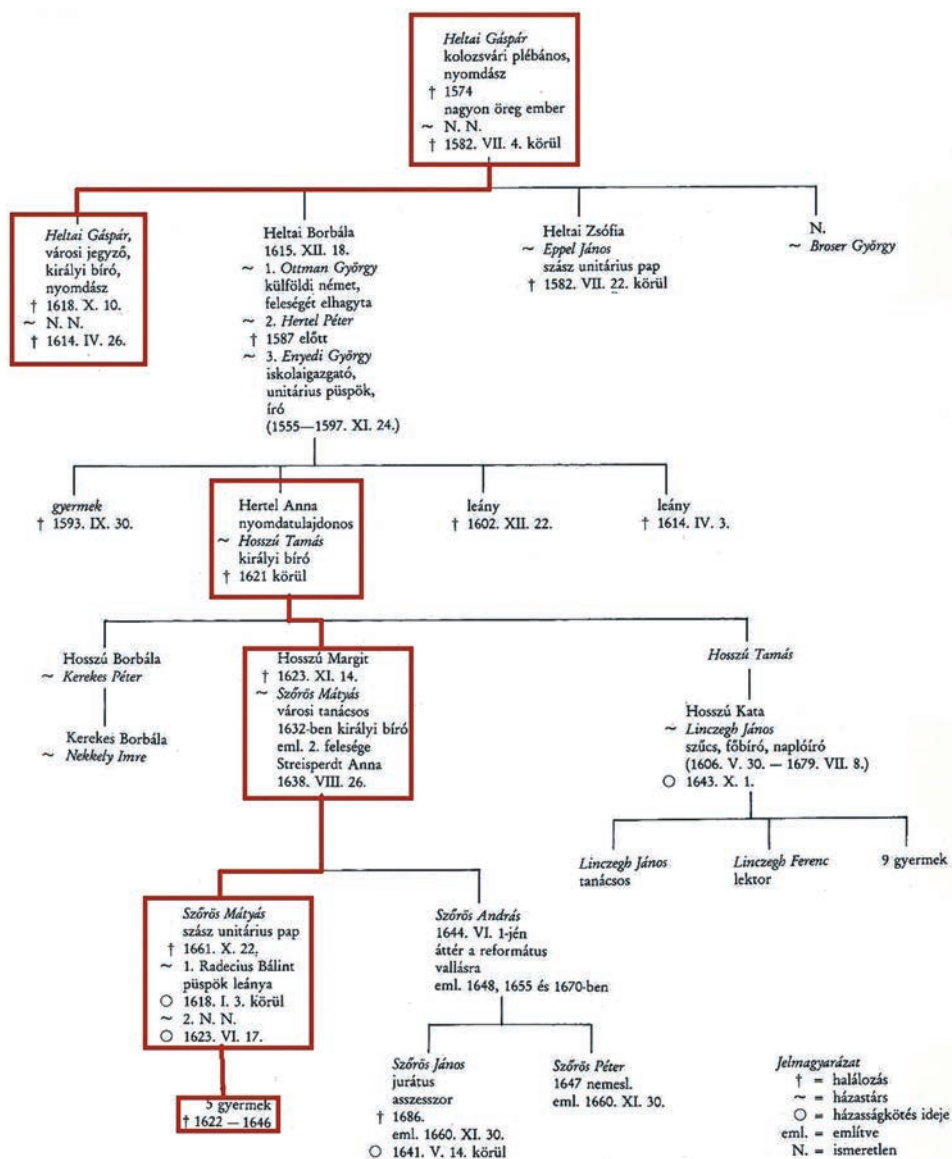 Heltai Gáspár
kolozsvári plébános,
nyomdász
† 1574
nagyon öreg ember
~ N. N.
† 1582. VII. 4. körül
Heltai Gáspár,
városi jegyző,
királyi bíró,
nyomdász
† 1618. X. 10.
~ N. N.
† 1614. IV. 26.
Heltai Borbála
1615. XII. 18.
~ 1. Ottman György
külföldi német,
feleségét elhagyta
~ 2. Hertel Péter
† 1587 előtt
~ 3. Enyedi György
iskolaigazgató,
unitárius püspök,
író
(1555—1597. XI. 24.)
Heltai Zsófia
~ Eppel János
szász unitárius pap
† 1582. VII. 22. körül
N.
~ Broser György
gyermek
† 1593. IX. 30.
Hertel Anna
nyomdatulajdonos
~ Hosszú Tamás
királyi bíró
† 1621 körül
leány
† 1602. XII. 22.
leány
† 1614. IV. 3.
Hosszú Borbála
~ Kerekes Péter
Kerekes Borbála
~ Nekkely Imre
Hosszú Margit
† 1623. XI. 14.
~ Szőrös Mátyás
városi tanácsos
1632-ben királyi bíró
eml. 2. felesége
Streisperdt Anna
1638. VIII. 26.
Hosszú Tamás
Hosszú Kata
~ Linczegh János
szűcs, főbíró, naplóíró
(1606. V. 30. — 1679. VII. 8.)
○ 1643. X. 1.
Linczegh János
tanácsos
Linczegh Ferenc
lektor
9 gyermek
Szőrös Mátyás
szász unitárius pap
† 1661. X. 22.
~ 1. Radecius Bálint
püspök leánya
○ 1618. I. 3. körül
~ 2. N. N.
○ 1623. VI. 17.
Szőrös András
1644. VI. 1-jén
áttér a református
vallásra
eml. 1648, 1655 és 1670-ben
5 gyermek
† 1622 — 1646
Szőrös János
jurátus
asszesszor
† 1686.
eml. 1660. XI. 30.
○ 1641. V. 14. körül
Szőrös Péter
1647 nemesl.
eml. 1660. XI. 30.
Jelmagyarázat
† = halálozás
~ = házastárs
○ = házasságkötés ideje
eml. = említve
N. = ismeretlen